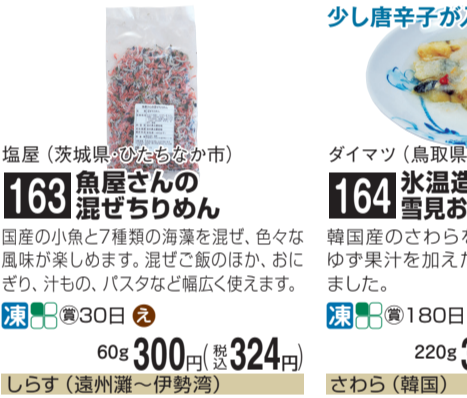 塩屋（茨城県・ひたちなか市）
163 魚屋さんの
混ぜちりめん
国産の小魚と7種類の海藻を混ぜ、色々な
風味が楽しめます。混ぜご飯のほか、おに
ぎり、汁もの、パスタなど幅広く使えます。
凍 賞30日 え
60g 300円(税込324円)
しらす（遠州灘～伊勢湾）
少し唐辛子が
ダイマツ（鳥取県
164 氷温造
雪見お
韓国産のさわらを
ゆず果汁を加えた
ました。
凍 賞180日
220g
さわら（韓国）